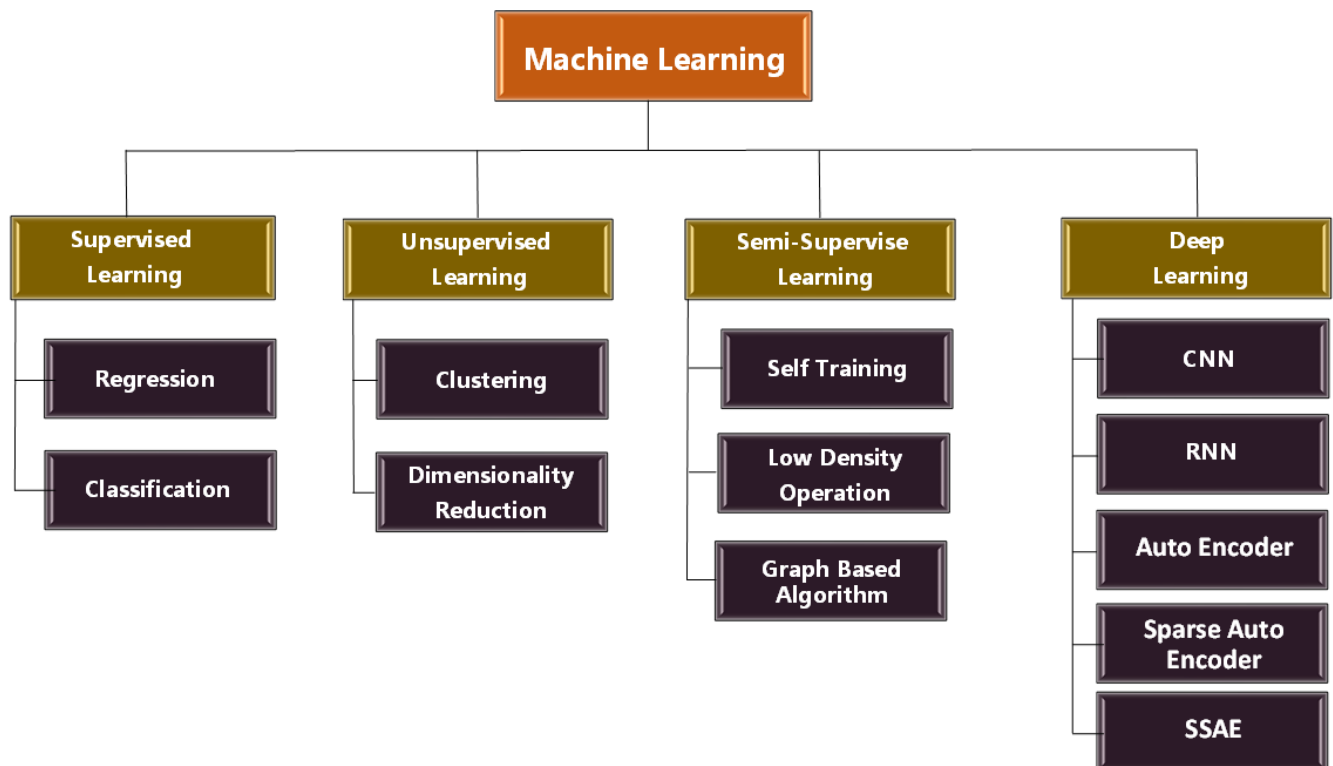 Machine Learning
Supervised
Learning
Unsupervised
Learning
Semi-Supervise
Learning
Deep
Learning
Regression
Classification
Clustering
Dimensionality
Reduction
Self Training
Low Density
Operation
Graph Based
Algorithm
CNN
RNN
Auto Encoder
Sparse Auto
Encoder
SSAE